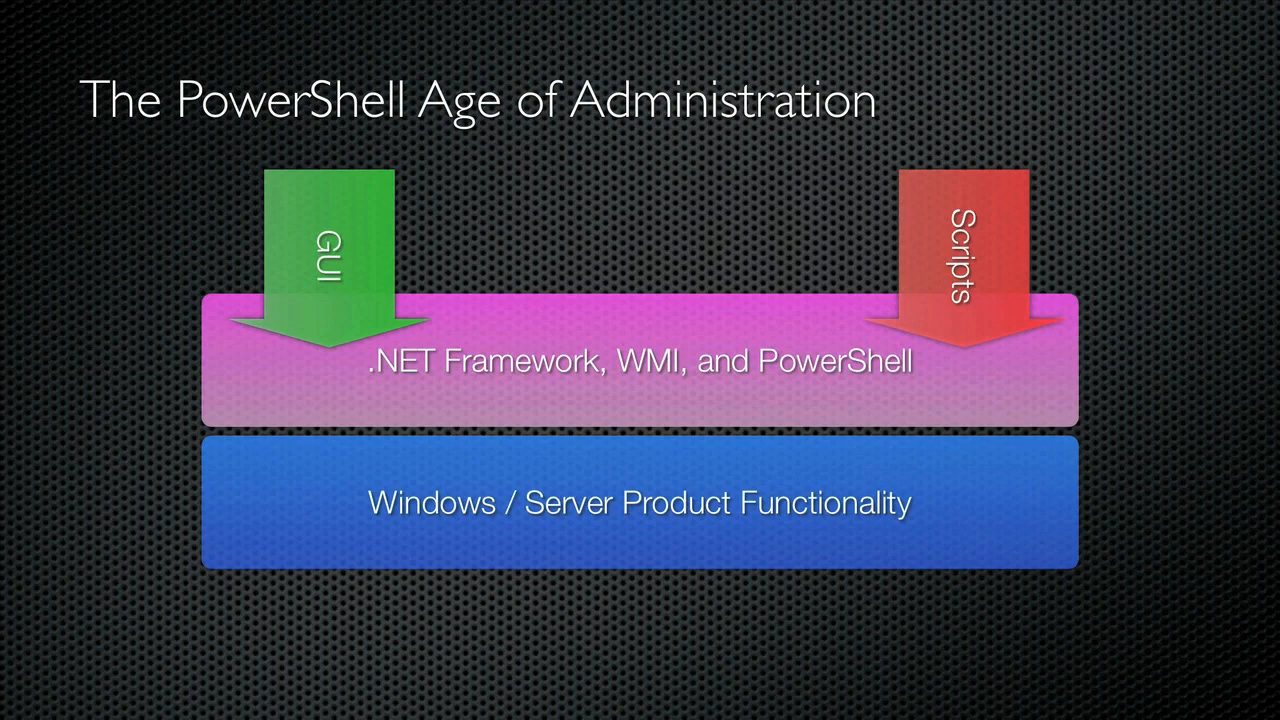 The PowerShell Age of Administration
GUI
Scripts
.NET Framework, WMI, and PowerShell
Windows / Server Product Functionality